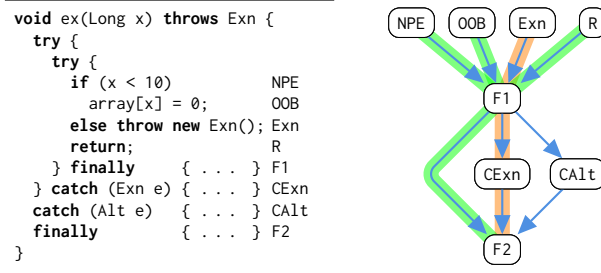 void ex(Long x) throws Exn {
try {
try {
if (x < 10) NPE
array[x] = 0; OOB
else throw new Exn(); Exn
return; R
} finally { ... } F1
} catch (Exn e) { ... } CExn
catch (Alt e) { ... } CAlt
finally { ... } F2
}
NPE OOB Exn R
F1
CExn CAlt
F2